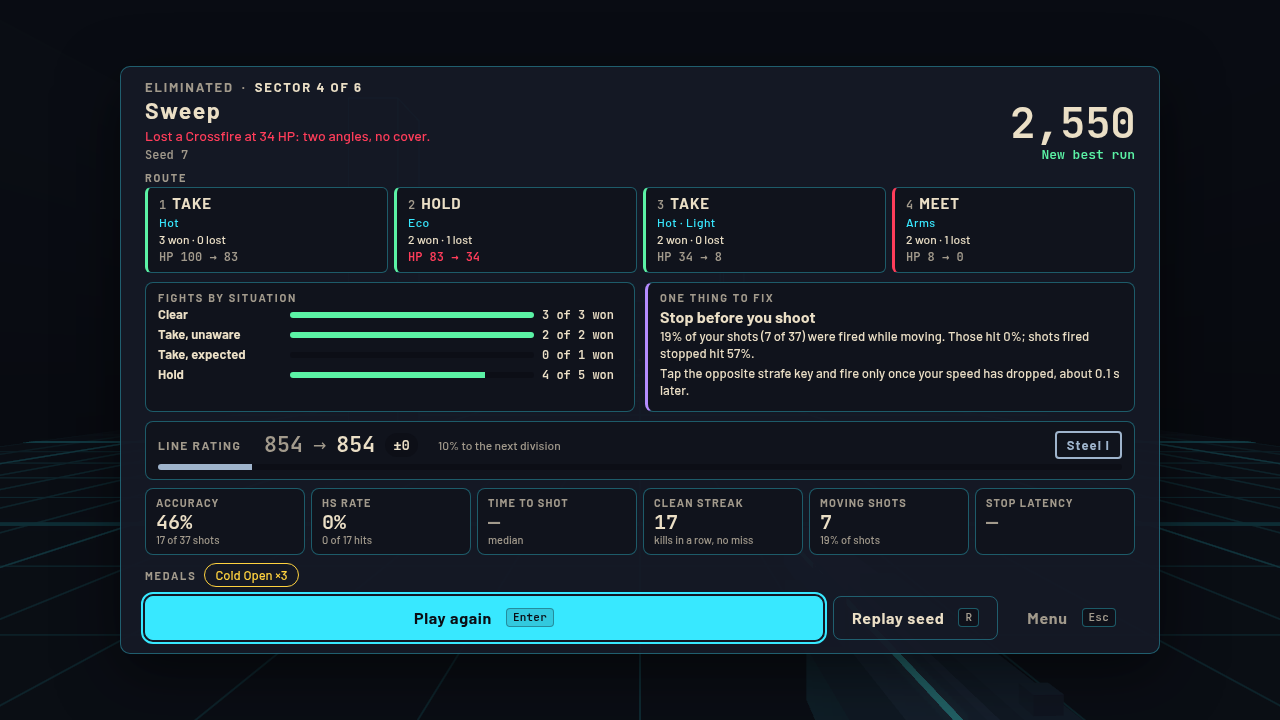 ELIMINATED · SECTOR 4 OF 6
Sweep
Lost a Crossfire at 34 HP: two angles, no cover.
Seed 7
2,550
New best run
ROUTE
1 TAKE
Hot
3 won · 0 lost
HP 100 → 83
2 HOLD
Eco
2 won · 1 lost
HP 83 → 34
3 TAKE
Hot · Light
2 won · 0 lost
HP 34 → 8
4 MEET
Arms
2 won · 1 lost
HP 8 → 0
FIGHTS BY SITUATION
Clear 3 of 3 won
Take, unaware 2 of 2 won
Take, expected 0 of 1 won
Hold 4 of 5 won
ONE THING TO FIX
Stop before you shoot
19% of your shots (7 of 37) were fired while moving. Those hit 0%; shots fired
stopped hit 57%.
Tap the opposite strafe key and fire only once your speed has dropped, about 0.1 s
later.
LINE RATING 854 → 854 ±0 10% to the next division Steel I
ACCURACY
46%
17 of 37 shots
HS RATE
0%
0 of 17 hits
TIME TO SHOT
—
median
CLEAN STREAK
17
kills in a row, no miss
MOVING SHOTS
7
19% of shots
STOP LATENCY
—
MEDALS Cold Open ×3
Play again Enter
Replay seed R
Menu Esc